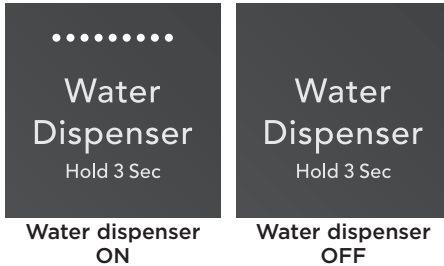 Water
Dispenser
Hold 3 Sec
Water dispenser
ON
Water
Dispenser
Hold 3 Sec
Water dispenser
OFF